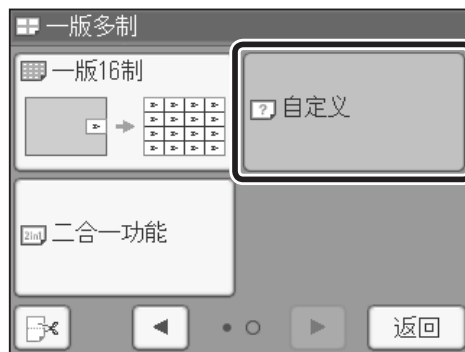 一版多制
一版16制
? 自定义
2in1 二合一功能
返回